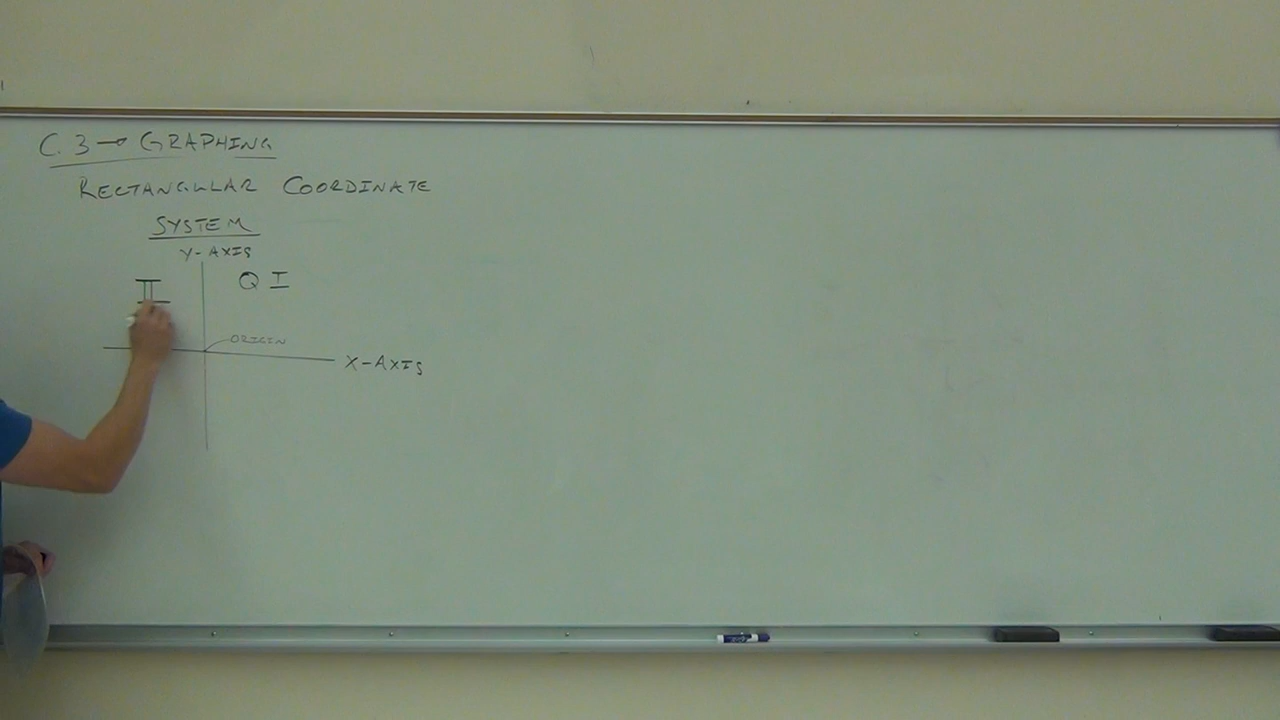 C.3 → GRAPHING
RECTANGULAR COORDINATE
SYSTEM
Y-AXIS
II Q I
ORIGIN
X-AXIS